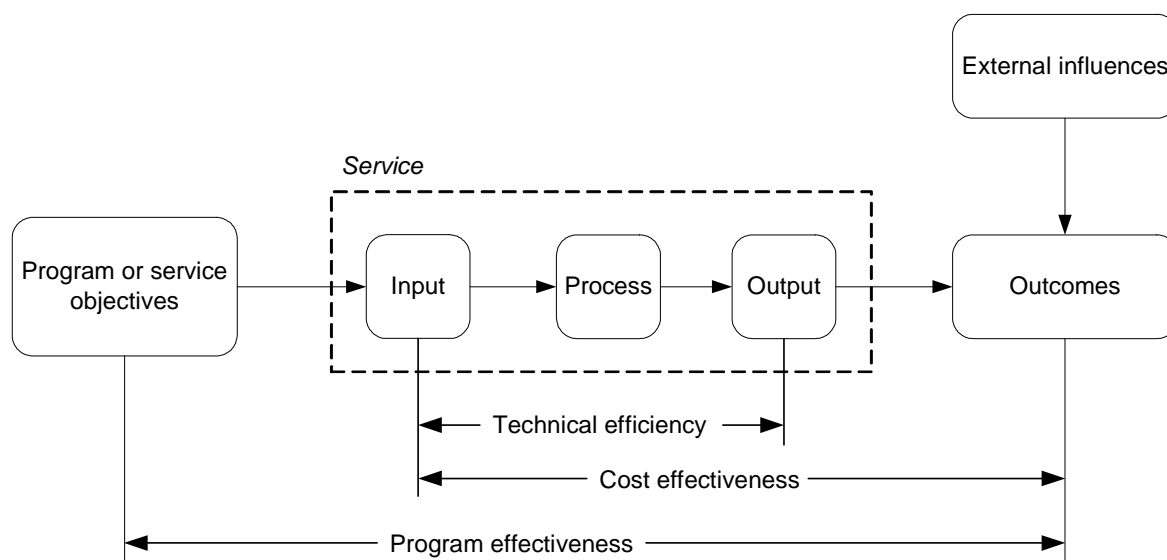 External influences
Service
Program or service
objectives
Input
Process
Output
Outcomes
Technical efficiency
Cost effectiveness
Program effectiveness